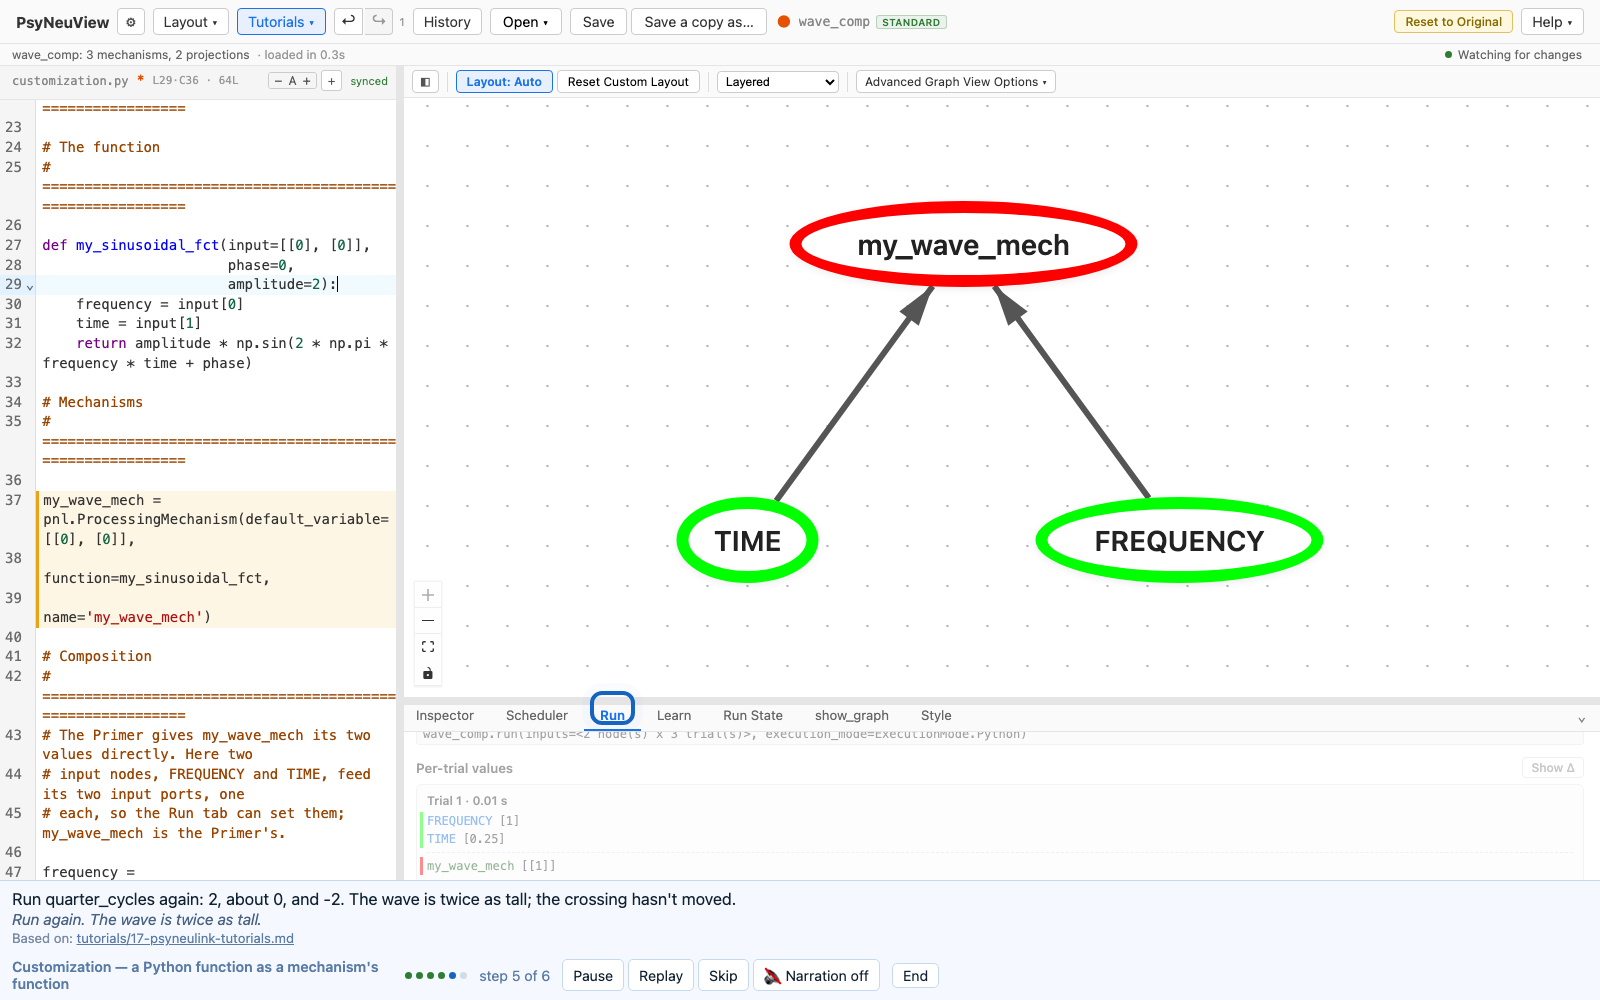 PsyNeuView ⚙ Layout ▾ Tutorials ▾ ↩ ↪ 1 History Open ▾ Save Save a copy as... wave_comp STANDARD Reset to Original Help ▾
wave_comp: 3 mechanisms, 2 projections · loaded in 0.3s Watching for changes
customization.py * L29·C36 · 64L − A + + synced
Layout: Auto Reset Custom Layout Layered Advanced Graph View Options ▾
=================
23
24 # The function
25 #
==========================================
=================
26
27 def my_sinusoidal_fct(input=[[0], [0]],
28 phase=0,
29 amplitude=2):
30 frequency = input[0]
31 time = input[1]
32 return amplitude * np.sin(2 * np.pi *
frequency * time + phase)
33
34 # Mechanisms
35 #
==========================================
=================
36
37 my_wave_mech =
pnl.ProcessingMechanism(default_variable=
[[0], [0]],
38
function=my_sinusoidal_fct,
39
name='my_wave_mech')
40
41 # Composition
42 #
==========================================
=================
43 # The Primer gives my_wave_mech its two
values directly. Here two
44 # input nodes, FREQUENCY and TIME, feed
its two input ports, one
45 # each, so the Run tab can set them;
my_wave_mech is the Primer's.
46
47 frequency =
my_wave_mech
TIME
FREQUENCY
Inspector Scheduler Run Learn Run State show_graph Style
wave_comp.run(inputs=<2 node(s) x 3 trial(s)>, execution_mode=ExecutionMode.Python)
Per-trial values Show Δ
Trial 1 · 0.01 s
FREQUENCY [1]
TIME [0.25]
my_wave_mech [[1]]
Run quarter_cycles again: 2, about 0, and -2. The wave is twice as tall; the crossing hasn't moved.
Run again. The wave is twice as tall.
Based on: tutorials/17-psyneulink-tutorials.md
Customization — a Python function as a mechanism's
function
step 5 of 6 Pause Replay Skip Narration off End